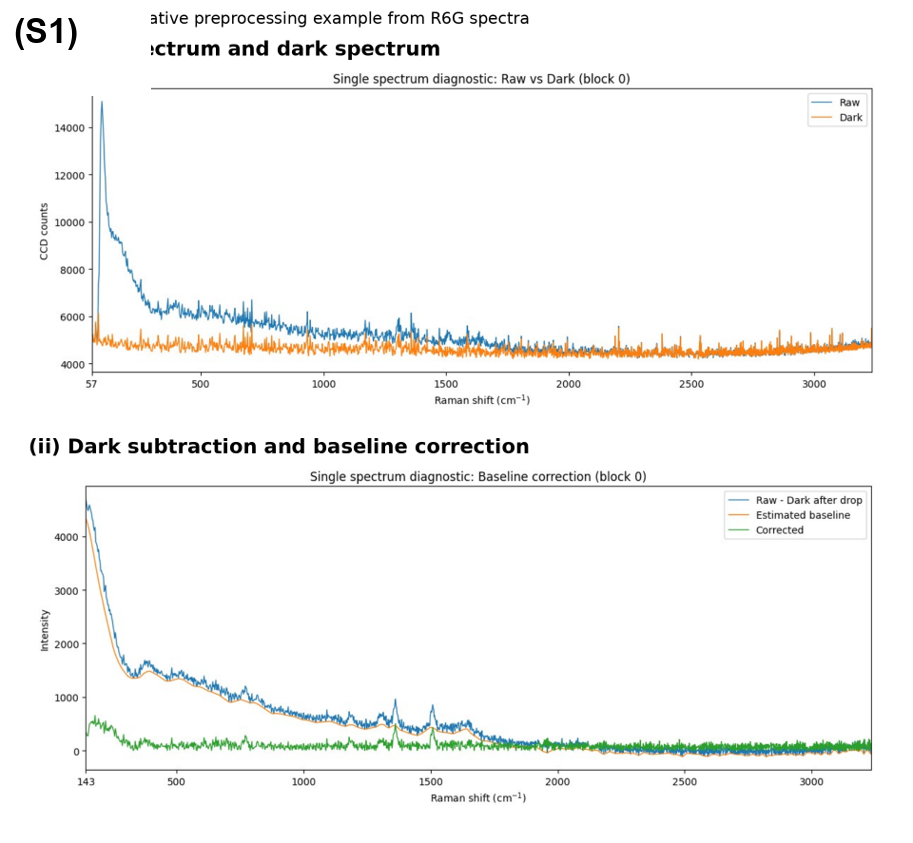 (S1)
ative preprocessing example from R6G spectra
ectrum and dark spectrum
Single spectrum diagnostic: Raw vs Dark (block 0)
Raw
Dark
14000
12000
10000
8000
6000
4000
CCD counts
57 500 1000 1500 2000 2500 3000
Raman shift (cm⁻¹)
(ii) Dark subtraction and baseline correction
Single spectrum diagnostic: Baseline correction (block 0)
Raw - Dark after drop
Estimated baseline
Corrected
4000
3000
2000
1000
0
Intensity
143 500 1000 1500 2000 2500 3000
Raman shift (cm⁻¹)